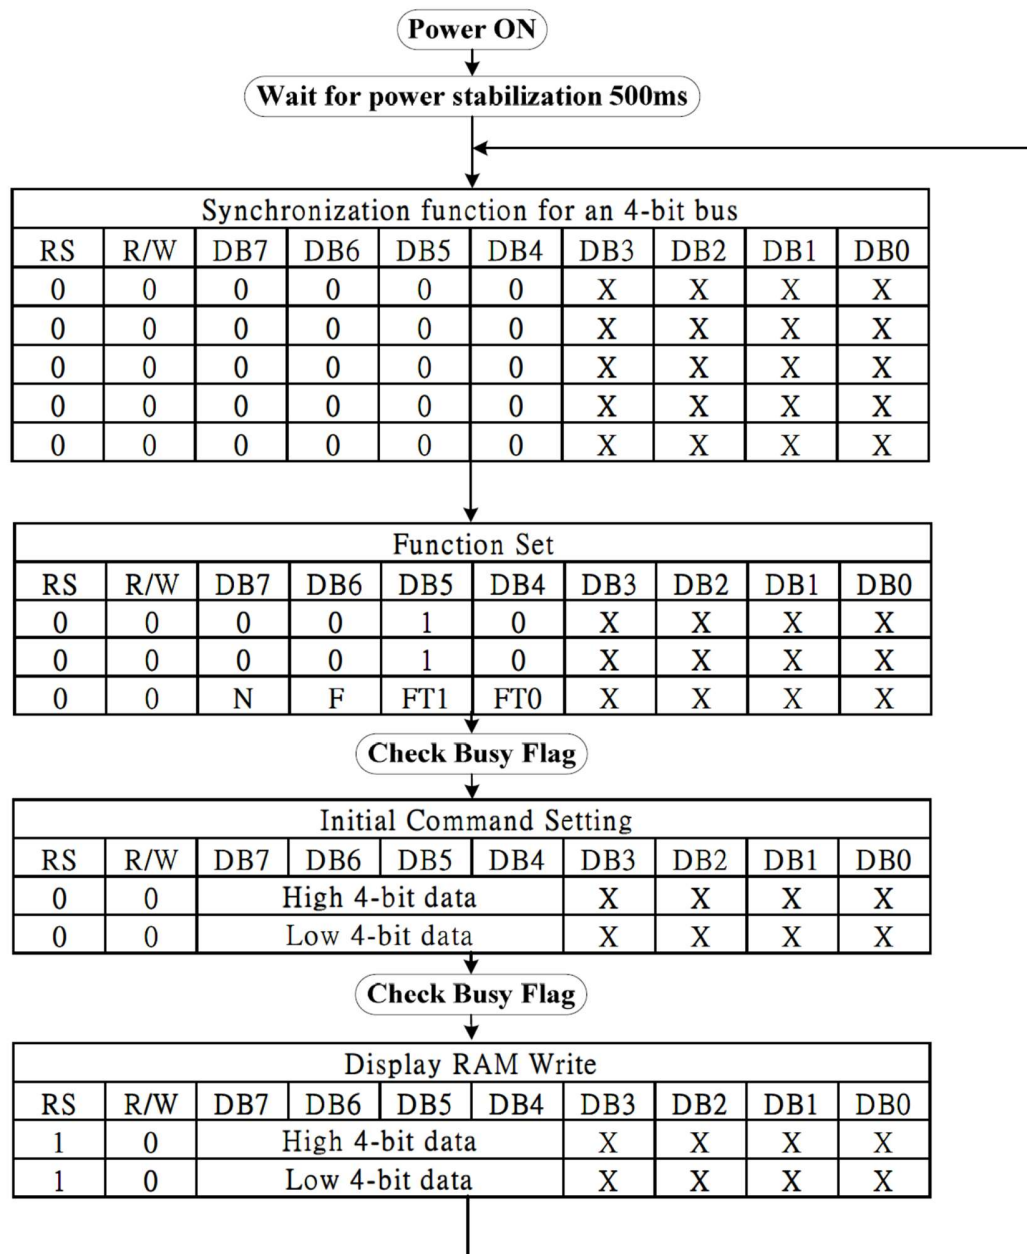 Power ON
Wait for power stabilization 500ms
Synchronization function for an 4-bit bus
RS R/W DB7 DB6 DB5 DB4 DB3 DB2 DB1 DB0
0 0 0 0 0 0 X X X X
0 0 0 0 0 0 X X X X
0 0 0 0 0 0 X X X X
0 0 0 0 0 0 X X X X
0 0 0 0 0 0 X X X X
Function Set
RS R/W DB7 DB6 DB5 DB4 DB3 DB2 DB1 DB0
0 0 0 0 1 0 X X X X
0 0 0 0 1 0 X X X X
0 0 N F FT1 FT0 X X X X
Check Busy Flag
Initial Command Setting
RS R/W DB7 DB6 DB5 DB4 DB3 DB2 DB1 DB0
0 0 High 4-bit data X X X X
0 0 Low 4-bit data X X X X
Check Busy Flag
Display RAM Write
RS R/W DB7 DB6 DB5 DB4 DB3 DB2 DB1 DB0
1 0 High 4-bit data X X X X
1 0 Low 4-bit data X X X X